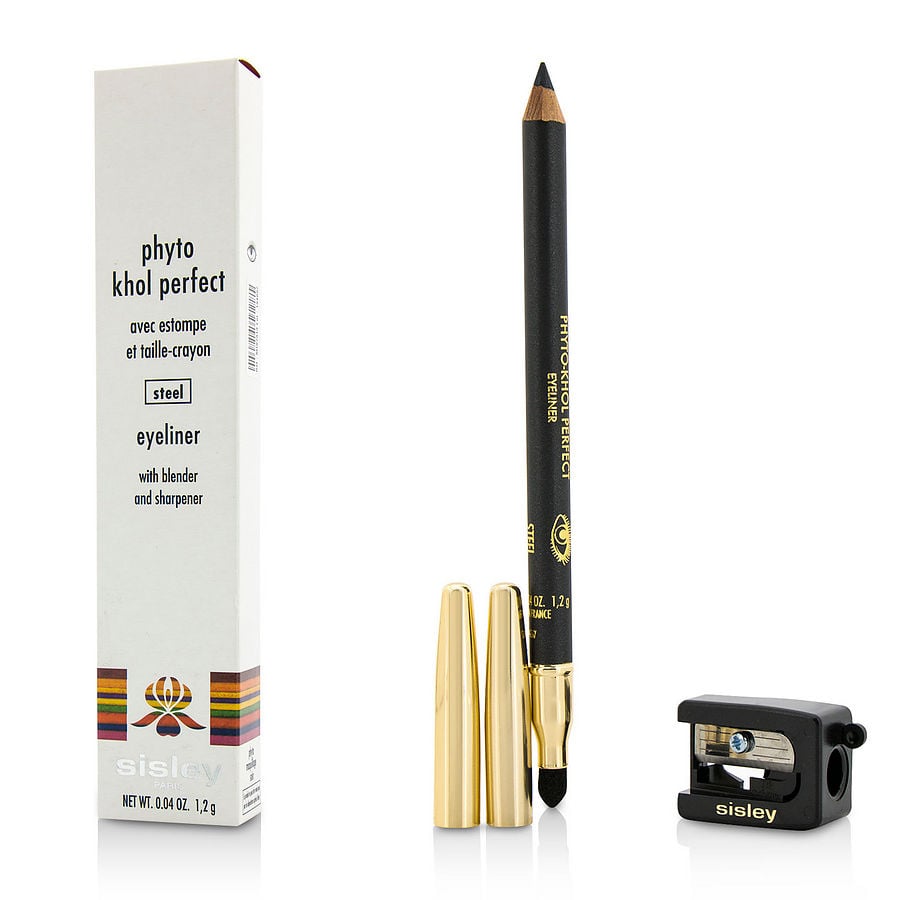 phyto
khol perfect
avec estompe
et taille-crayon
steel
eyeliner
with blender
and sharpener
sisley
PARIS
NET WT. 0.04 OZ. 1,2 g
PHYTO-KHOL PERFECT
EYELINER
STEEL
OZ. 1,2 g
FRANCE
sisley